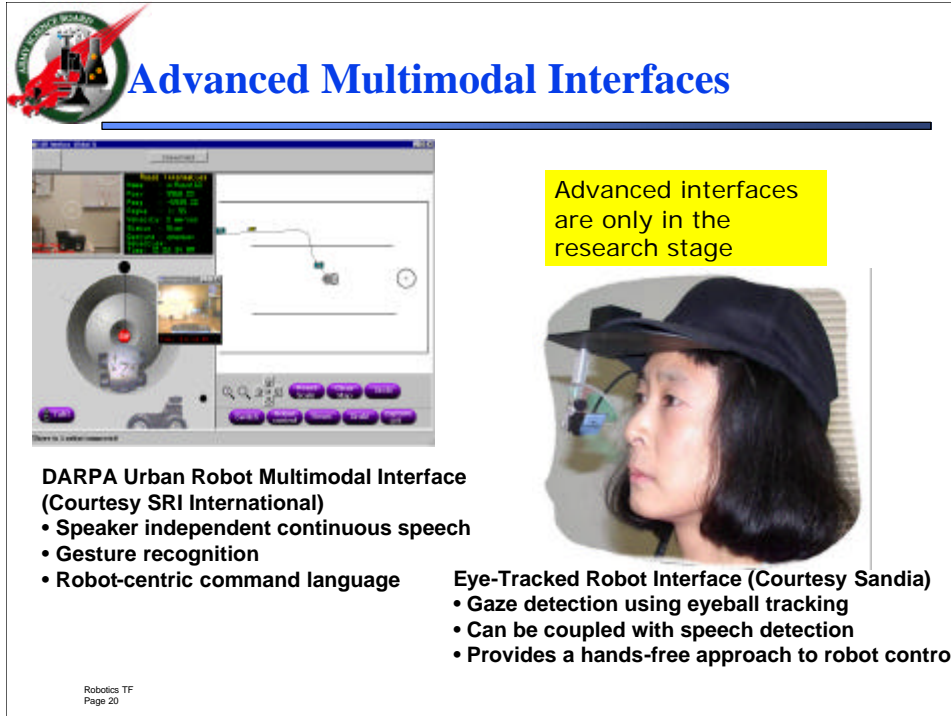 ARMY SCIENCE BOARD
Advanced Multimodal Interfaces
Advanced interfaces
are only in the
research stage
DARPA Urban Robot Multimodal Interface
(Courtesy SRI International)
• Speaker independent continuous speech
• Gesture recognition
• Robot-centric command language
Eye-Tracked Robot Interface (Courtesy Sandia)
• Gaze detection using eyeball tracking
• Can be coupled with speech detection
• Provides a hands-free approach to robot contro
Robotics TF
Page 20